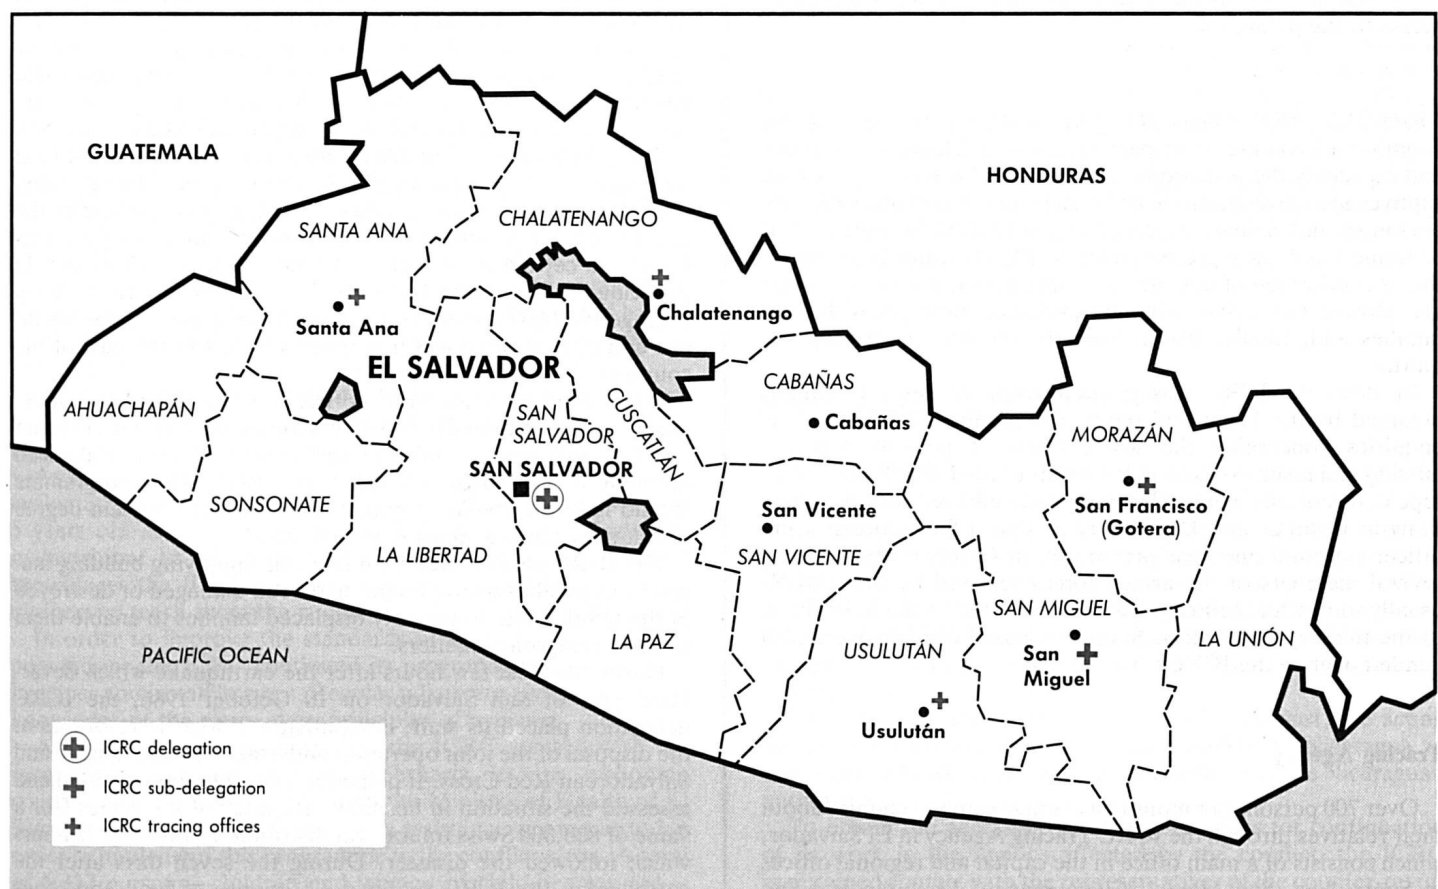 GUATEMALA
HONDURAS
SANTA ANA
CHALATENANGO
Santa Ana
Chalatenango
EL SALVADOR
AHUACHAPÁN
CABAÑAS
Cabañas
SAN
SALVADOR
CUSCATLÁN
MORAZÁN
SAN SALVADOR
SONSONATE
San Vicente
San Francisco
(Gotera)
LA LIBERTAD
SAN VICENTE
SAN MIGUEL
LA UNIÓN
PACIFIC OCEAN
LA PAZ
USULUTÁN
San
Miguel
Usulután
ICRC delegation
ICRC sub-delegation
ICRC tracing offices